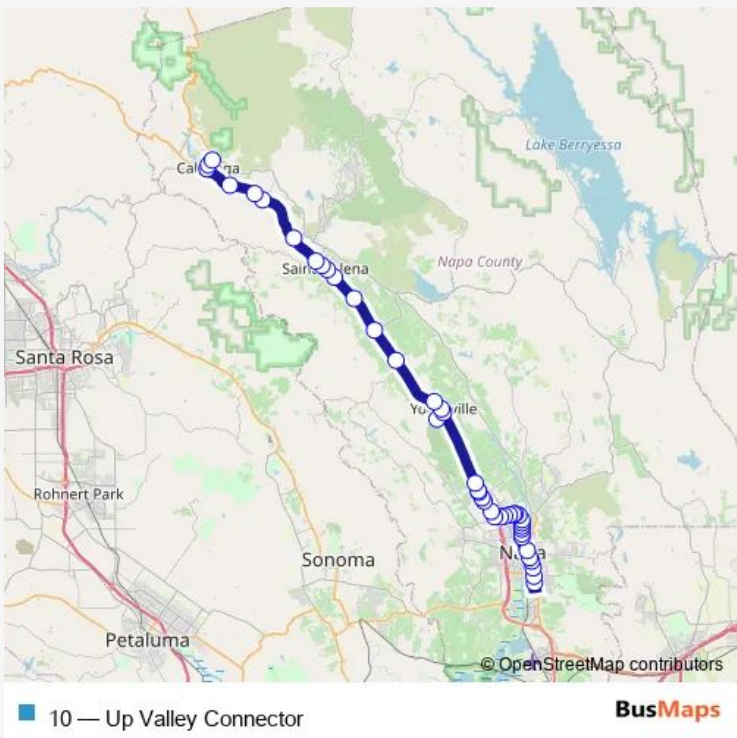 Lake Berryessa
Napa County
Santa Rosa
Rohnert Park
Sonoma
Petaluma
© OpenStreetMap contributors
10 — Up Valley Connector
BusMaps